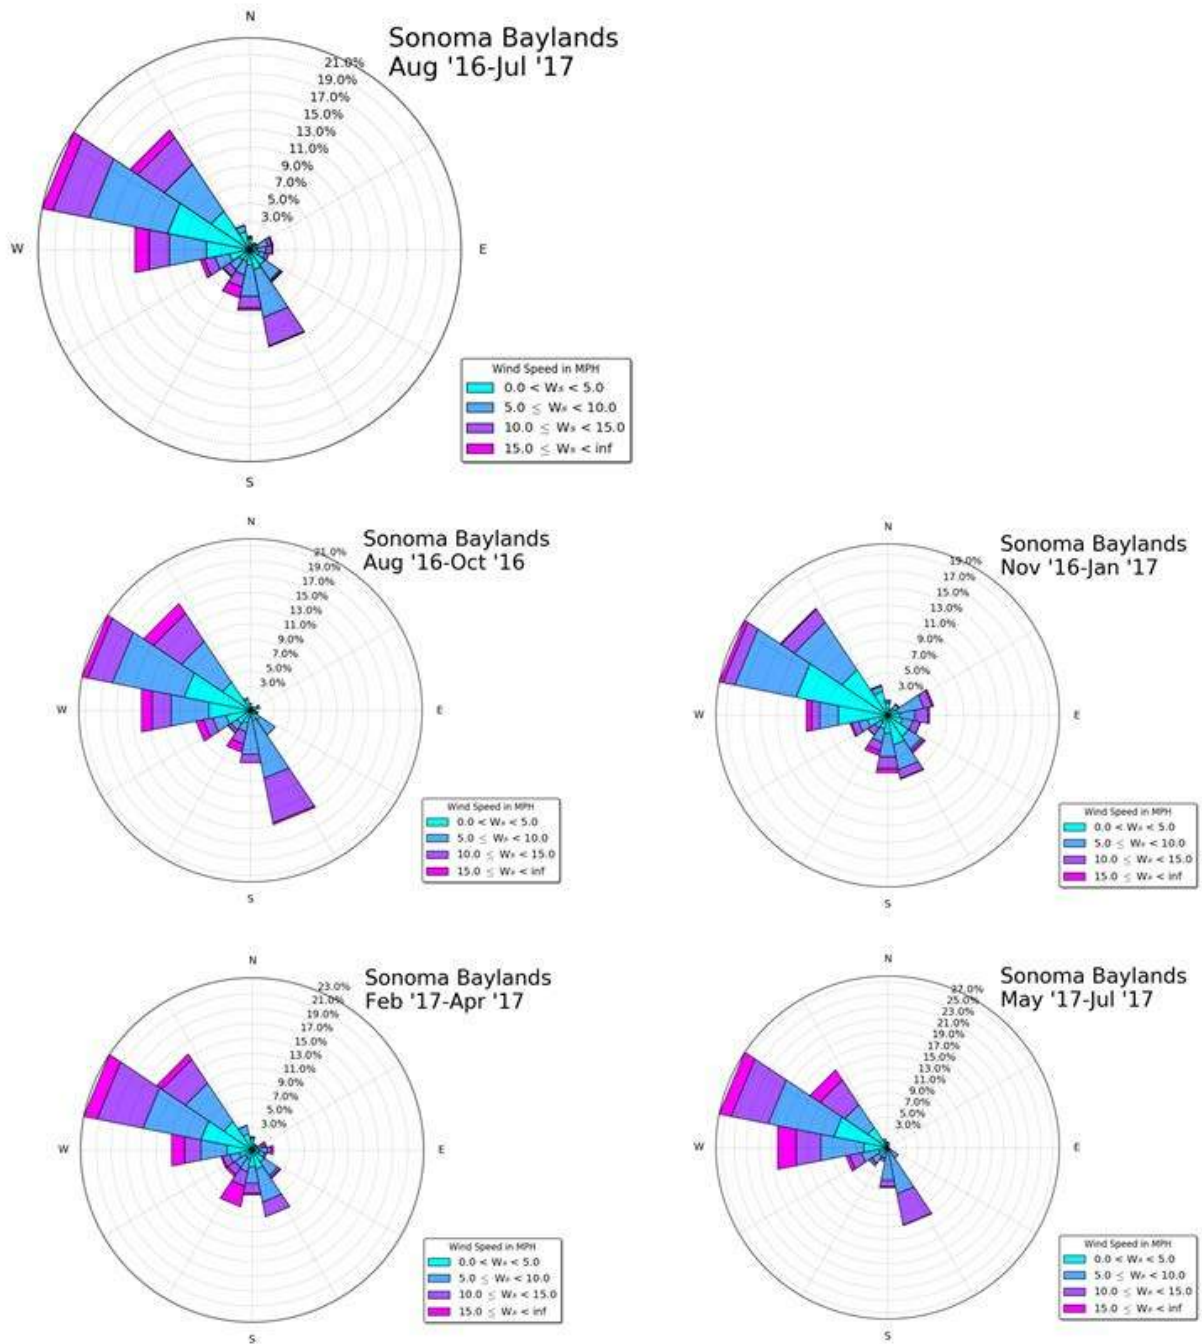 N
Sonoma Baylands
Aug '16-Jul '17
21.0%
19.0%
17.0%
15.0%
13.0%
11.0%
9.0%
7.0%
5.0%
3.0%
W
E
S
Wind Speed in MPH
0.0 < Ws < 5.0
5.0 ≤ Ws < 10.0
10.0 ≤ Ws < 15.0
15.0 ≤ Ws < inf
N
Sonoma Baylands
Aug '16-Oct '16
21.0%
19.0%
17.0%
15.0%
13.0%
11.0%
9.0%
7.0%
5.0%
3.0%
W
E
S
Wind Speed in MPH
0.0 < Ws < 5.0
5.0 ≤ Ws < 10.0
10.0 ≤ Ws < 15.0
15.0 ≤ Ws < inf
N
Sonoma Baylands
Nov '16-Jan '17
19.0%
17.0%
15.0%
13.0%
11.0%
9.0%
7.0%
5.0%
3.0%
W
E
S
Wind Speed in MPH
0.0 < Ws < 5.0
5.0 ≤ Ws < 10.0
10.0 ≤ Ws < 15.0
15.0 ≤ Ws < inf
N
Sonoma Baylands
Feb '17-Apr '17
23.0%
21.0%
19.0%
17.0%
15.0%
13.0%
11.0%
9.0%
7.0%
5.0%
3.0%
W
E
S
Wind Speed in MPH
0.0 < Ws < 5.0
5.0 ≤ Ws < 10.0
10.0 ≤ Ws < 15.0
15.0 ≤ Ws < inf
N
Sonoma Baylands
May '17-Jul '17
27.0%
25.0%
23.0%
21.0%
19.0%
17.0%
15.0%
13.0%
11.0%
9.0%
7.0%
5.0%
3.0%
W
E
S
Wind Speed in MPH
0.0 < Ws < 5.0
5.0 ≤ Ws < 10.0
10.0 ≤ Ws < 15.0
15.0 ≤ Ws < inf